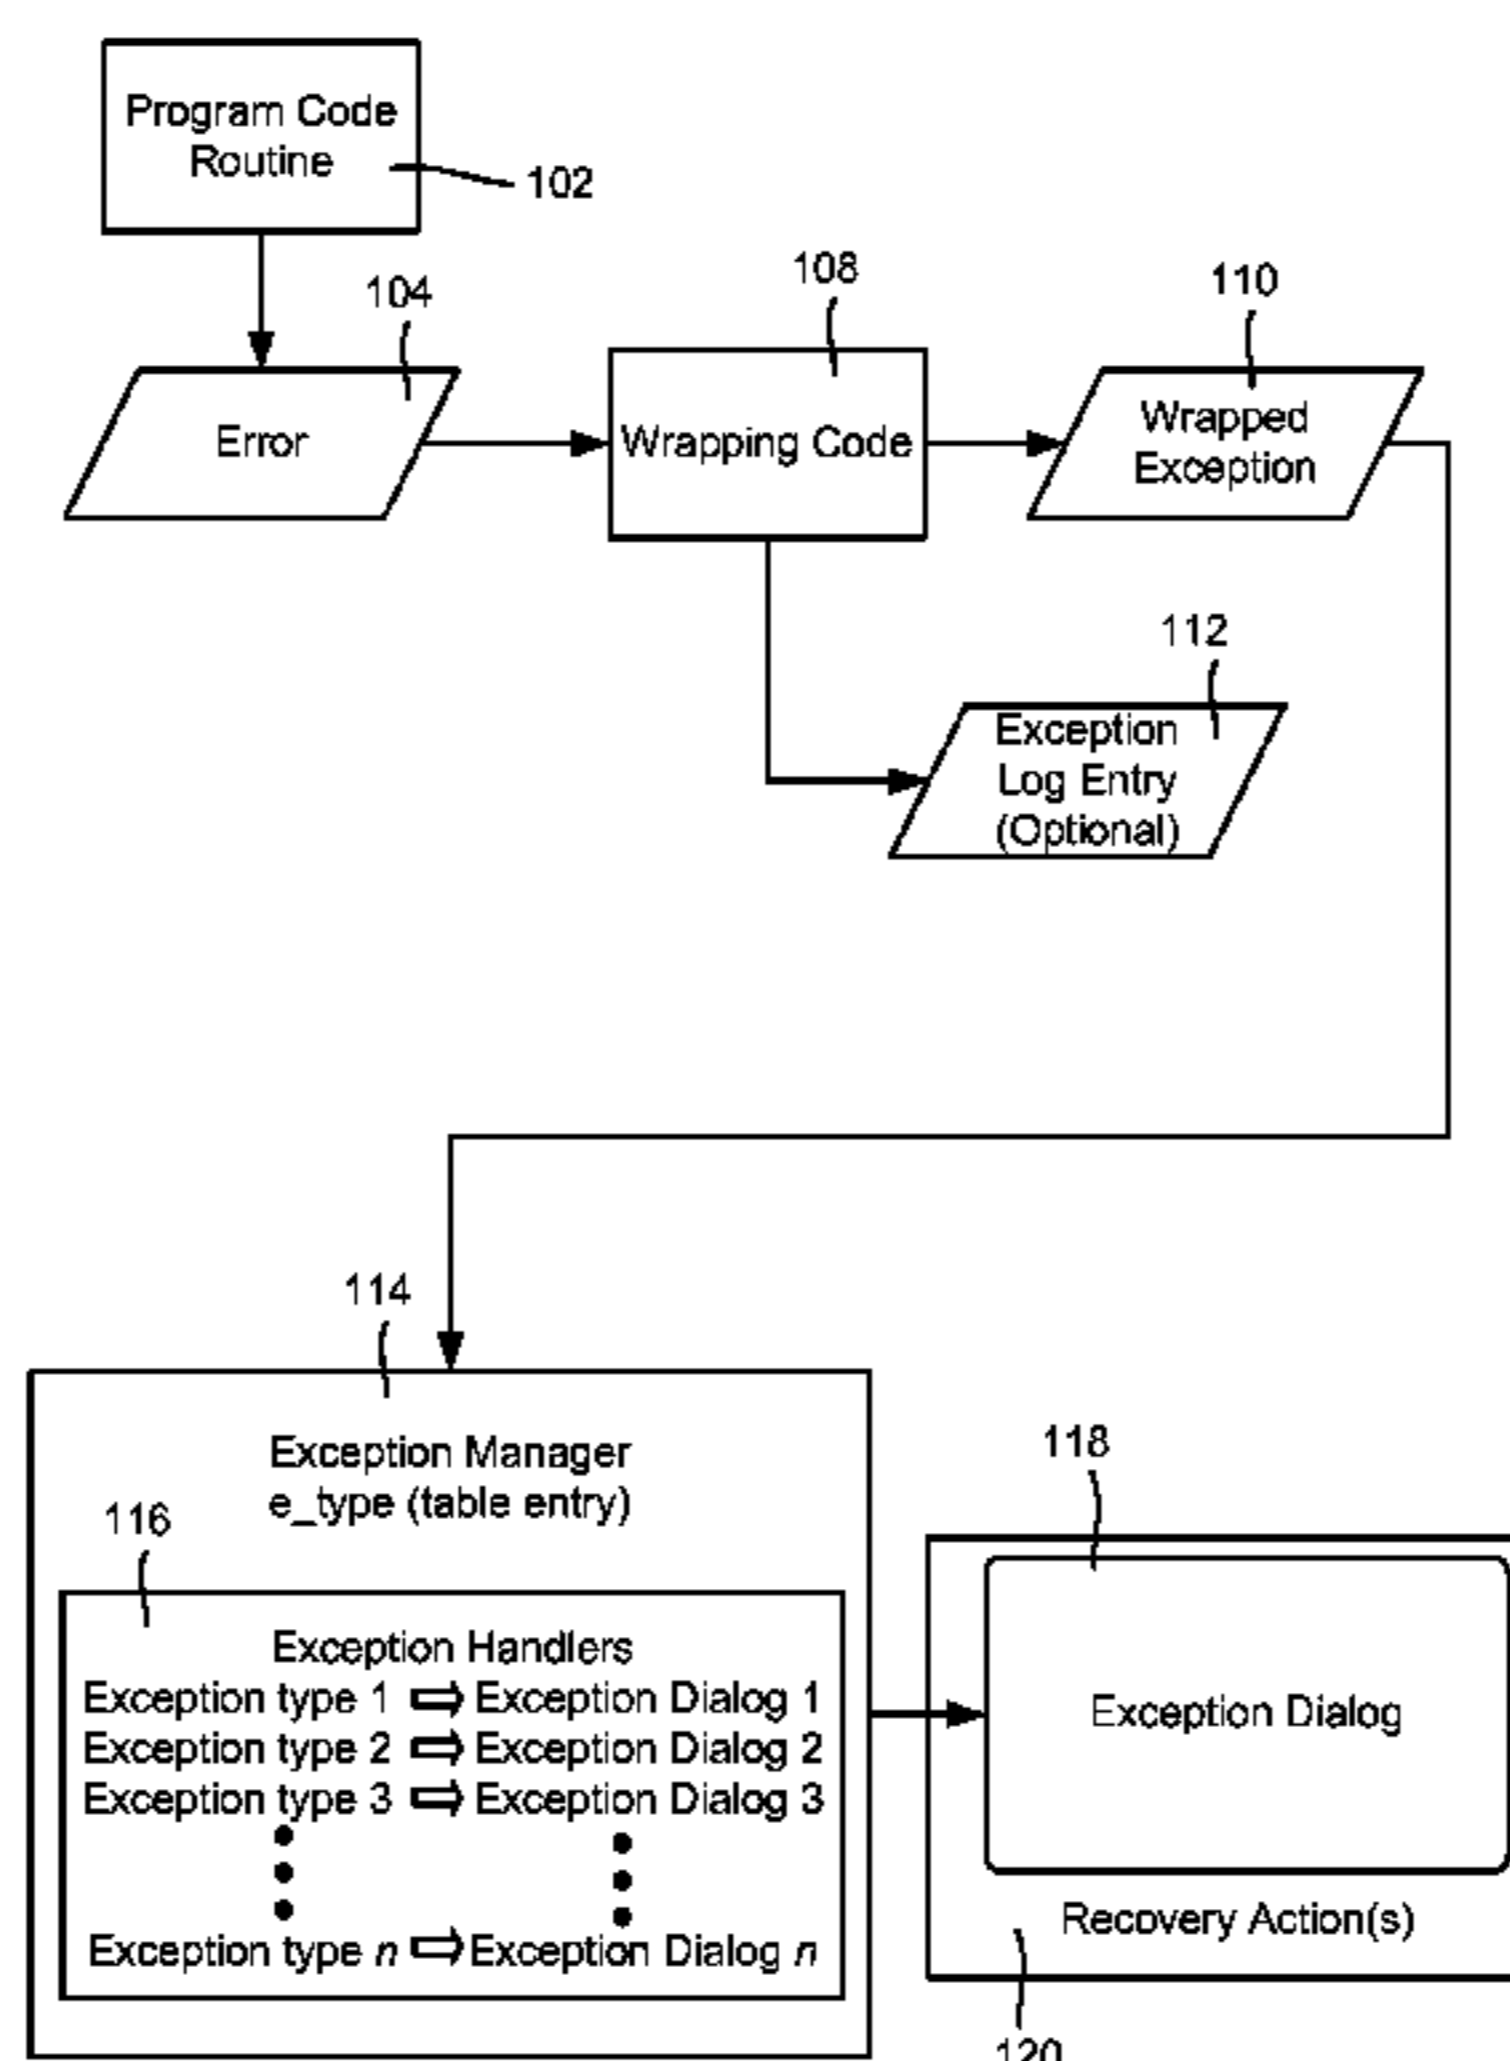 Program Code
Routine
102
104
Error
108
Wrapping Code
110
Wrapped
Exception
112
Exception
Log Entry
(Optional)
114
Exception Manager
e_type (table entry)
116
Exception Handlers
Exception type 1 ⇨ Exception Dialog 1
Exception type 2 ⇨ Exception Dialog 2
Exception type 3 ⇨ Exception Dialog 3
Exception type n ⇨ Exception Dialog n
118
Exception Dialog
Recovery Action(s)
120